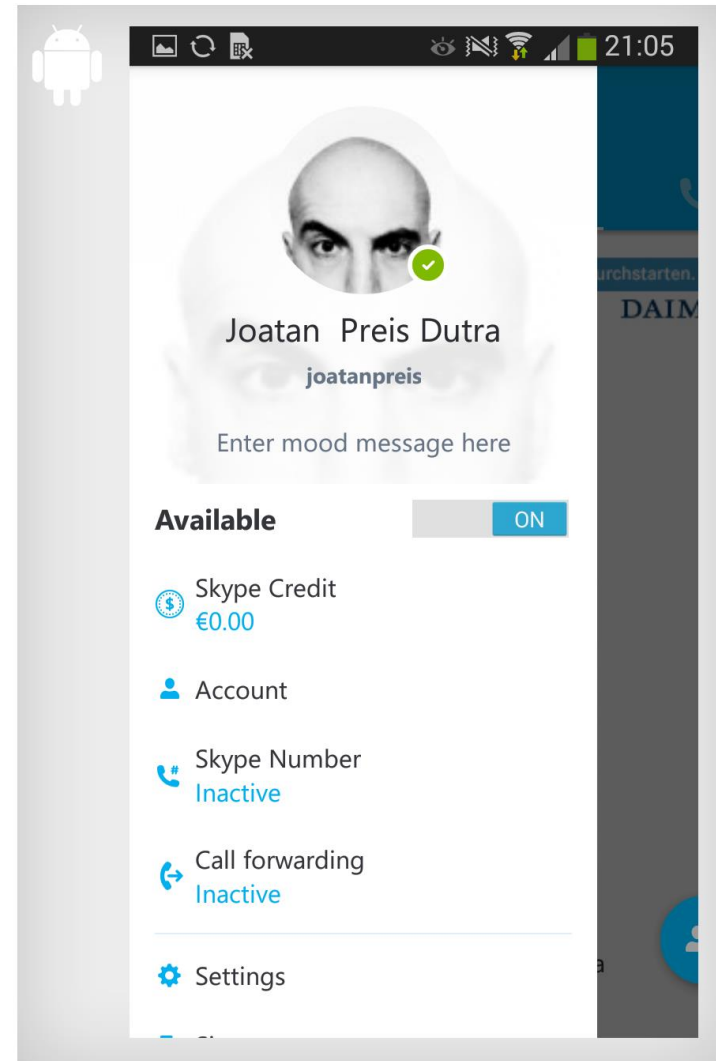 21:05
urchstarten.
DAIM
Joatan Preis Dutra
joatanpreis
Enter mood message here
Available
ON
Skype Credit
€0.00
Account
Skype Number
Inactive
Call forwarding
Inactive
a
Settings